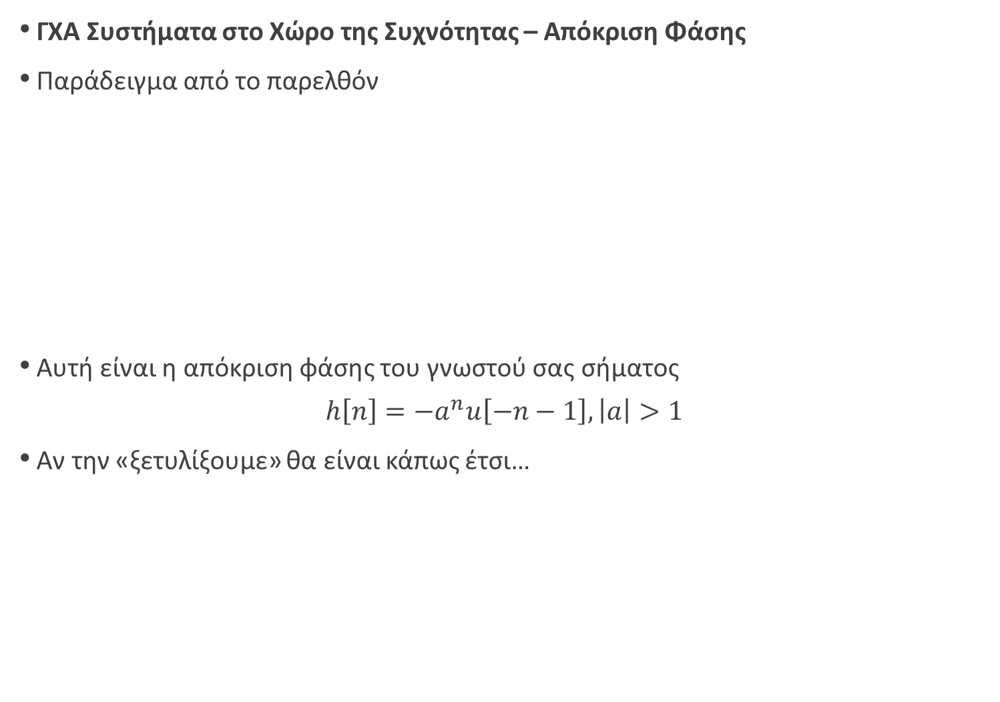 • ΓΧΑ Συστήματα στο Χώρο της Συχνότητας – Απόκριση Φάσης
• Παράδειγμα από το παρελθόν
• Αυτή είναι η απόκριση φάσης του γνωστού σας σήματος
h[n] = −aⁿu[−n − 1], |a| > 1
• Αν την «ξετυλίξουμε» θα είναι κάπως έτσι…